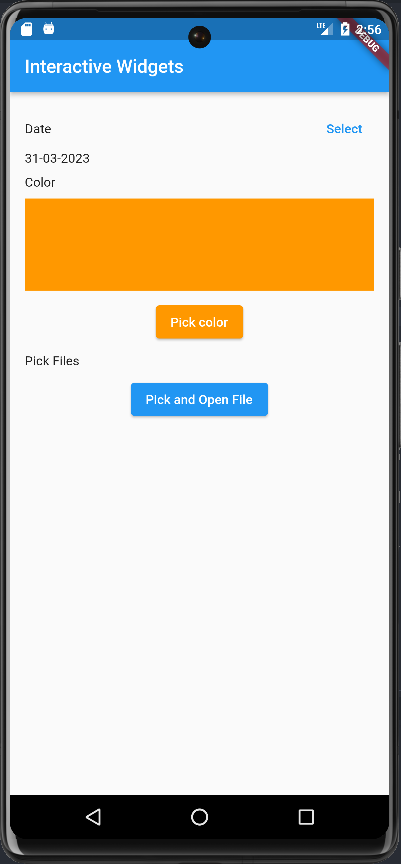 LTE 2:56
DEBUG
Interactive Widgets
Date Select
31-03-2023
Color
Pick color
Pick Files
Pick and Open File